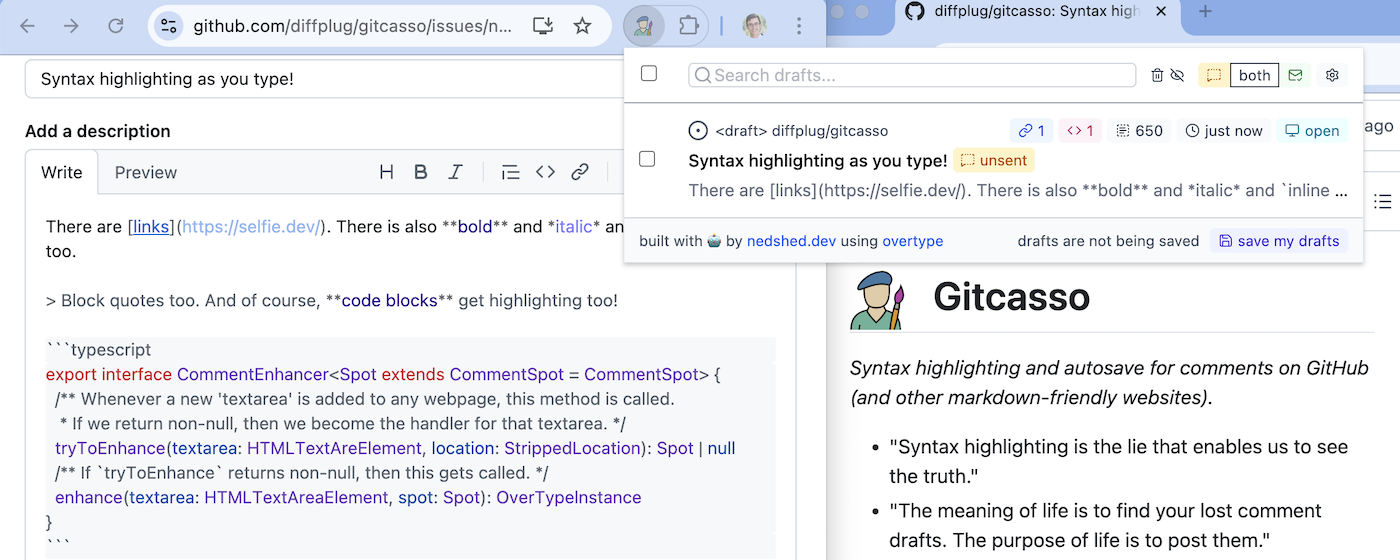 github.com/diffplug/gitcasso/issues/n...
diffplug/gitcasso: Syntax high
Syntax highlighting as you type!
Add a description
Write
Preview
H B I
There are [links](https://selfie.dev/). There is also **bold** and *italic* an
too.
> Block quotes too. And of course, **code blocks** get highlighting too!
```typescript
export interface CommentEnhancer<Spot extends CommentSpot = CommentSpot> {
/** Whenever a new 'textarea' is added to any webpage, this method is called.
* If we return non-null, then we become the handler for that textarea. */
tryToEnhance(textarea: HTMLTextAreElement, location: StrippedLocation): Spot | null
/** If `tryToEnhance` returns non-null, then this gets called. */
enhance(textarea: HTMLTextAreaElement, spot: Spot): OverTypeInstance
}
```
Search drafts...
both
<draft> diffplug/gitcasso
1
<> 1
650
just now
open
Syntax highlighting as you type!
unsent
There are [links](https://selfie.dev/). There is also **bold** and *italic* and `inline ...
built with 🤖 by nedshed.dev using overtype
drafts are not being saved
save my drafts
ago
Gitcasso
Syntax highlighting and autosave for comments on GitHub
(and other markdown-friendly websites).
• "Syntax highlighting is the lie that enables us to see
the truth."
• "The meaning of life is to find your lost comment
drafts. The purpose of life is to post them."